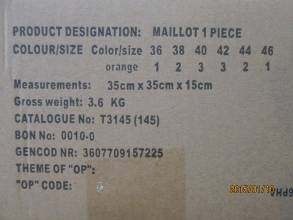 PRODUCT DESIGNATION: MAILLOT 1 PIECE
COLOUR/SIZE Color/size 36 38 40 42 44 46
orange 1 2 3 3 2 1
Measurements: 35cm x 35cm x 15cm
Gross weight: 3.6 KG
CATALOGUE No: T3145 (145)
BON No: 0010-0
GENCOD NR: 3607709157225
THEME OF "OP":
"OP" CODE: